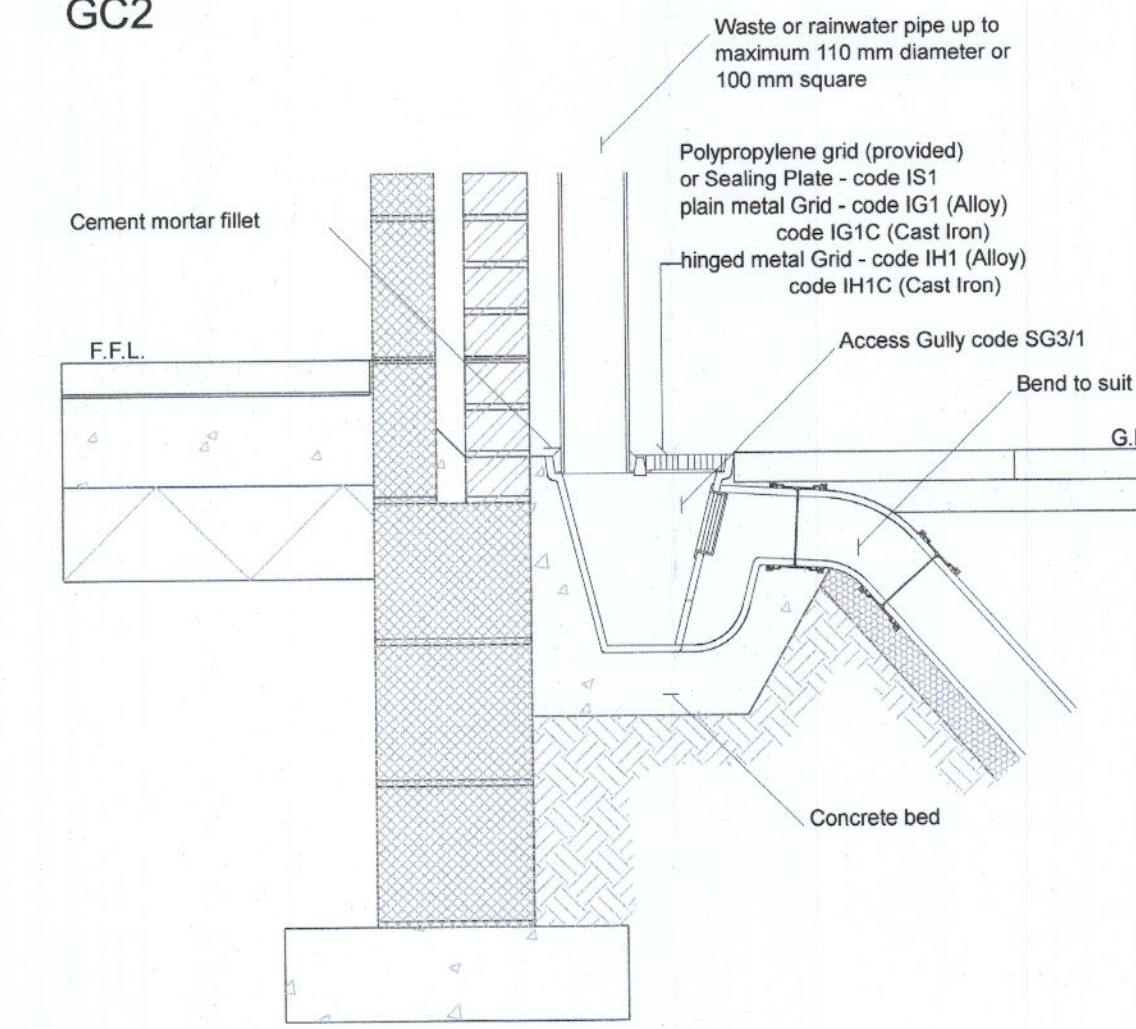 GC2
Waste or rainwater pipe up to
maximum 110 mm diameter or
100 mm square
Polypropylene grid (provided)
or Sealing Plate - code IS1
plain metal Grid - code IG1 (Alloy)
code IG1C (Cast Iron)
hinged metal Grid - code IH1 (Alloy)
code IH1C (Cast Iron)
Cement mortar fillet
Access Gully code SG3/1
F.F.L.
Bend to suit
Concrete bed